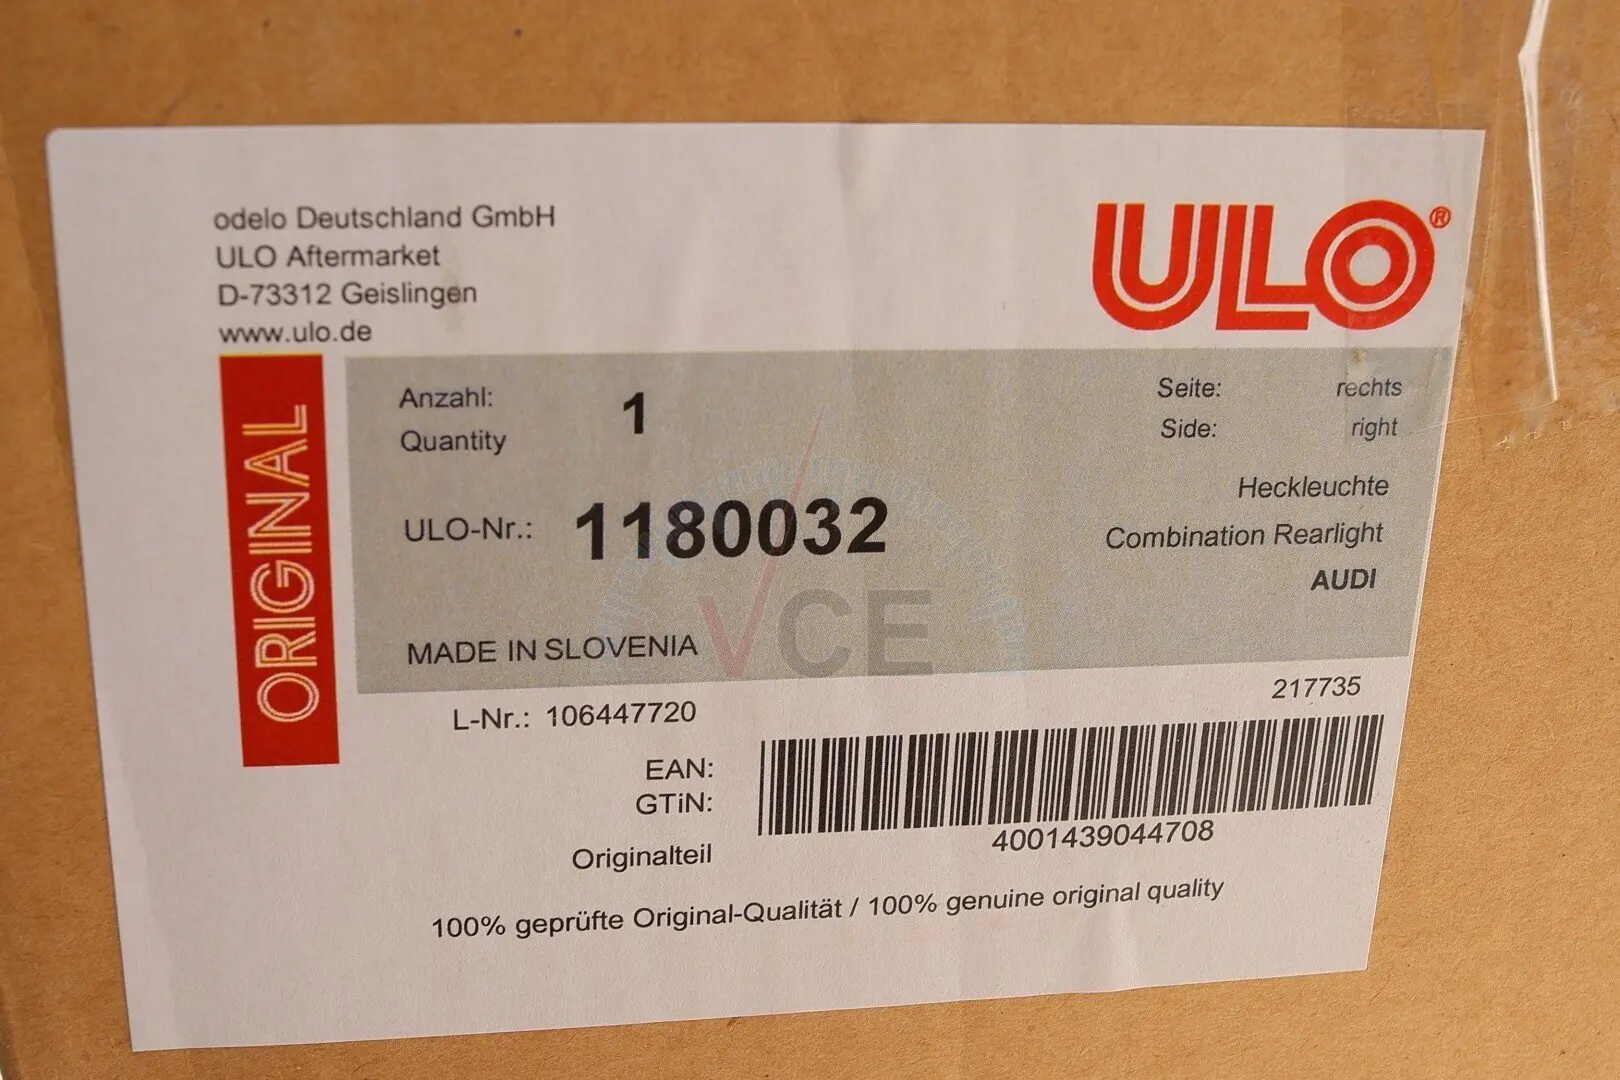 odelo Deutschland GmbH
ULO Aftermarket
D-73312 Geislingen
www.ulo.de
ULO®
ORIGINAL
Anzahl: 1
Quantity
Seite: rechts
Side: right
ULO-Nr.: 1180032
Heckleuchte
Combination Rearlight
AUDI
MADE IN SLOVENIA
VCE
L-Nr.: 106447720
217735
EAN:
GTiN:
4001439044708
Originalteil
100% geprüfte Original-Qualität / 100% genuine original quality